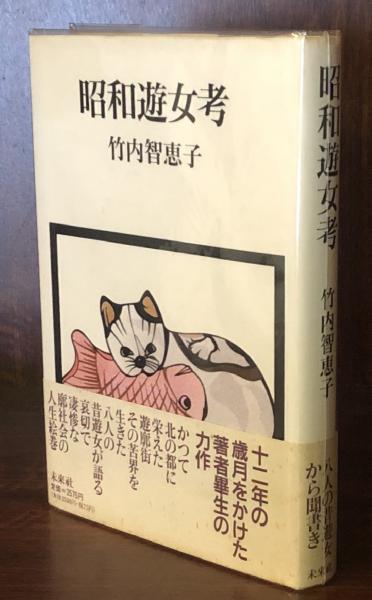 昭和遊女考
竹内智恵子
十二年の
歳月をかけた
著者畢生の
力作
かつて
北の都に
栄えた
遊廓街
その苦界を
生きた
八人の
昔遊女が語る
哀切で
凄惨な
廓社会の
人生絵巻
未来社
昭和遊女考
竹内智恵子
八人の昔遊女
から聞書き
未来社